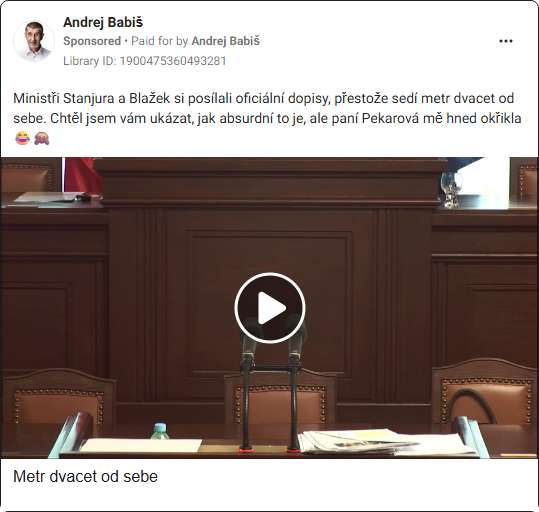 Andrej Babiš
Sponsored • Paid for by Andrej Babiš
Library ID: 1900475360493281
Ministři Stanjura a Blažek si posílali oficiální dopisy, přestože sedí metr dvacet od
sebe. Chtěl jsem vám ukázat, jak absurdní to je, ale paní Pekarová mě hned okřikla
😂 🙊
Metr dvacet od sebe